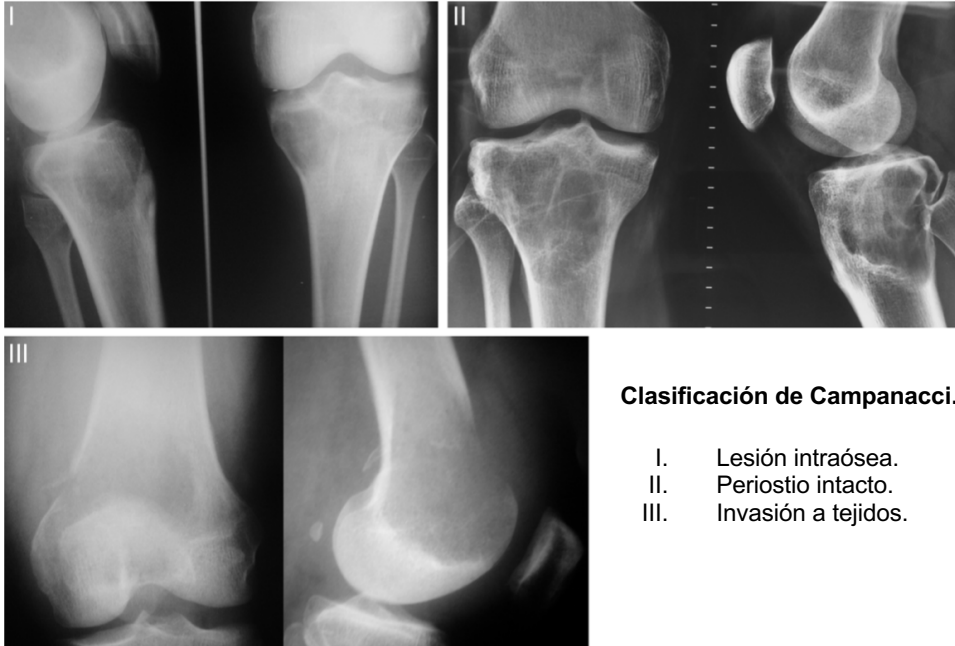 I
II
III
Clasificación de Campanacci.
I. Lesión intraósea.
II. Periostio intacto.
III. Invasión a tejidos.